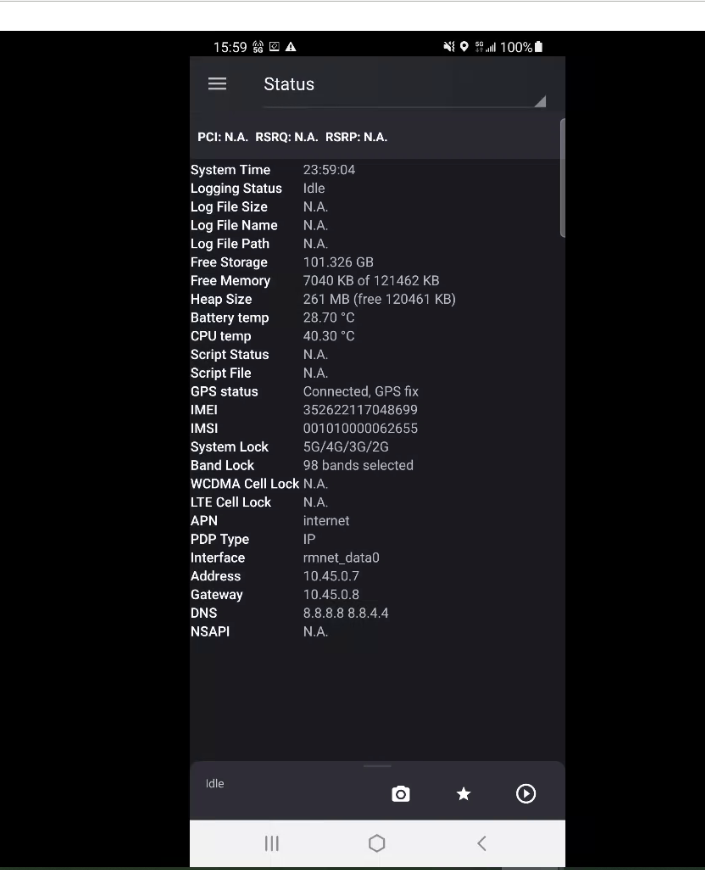 15:59 5G 5G 100%
Status
PCI: N.A. RSRQ: N.A. RSRP: N.A.
System Time 23:59:04
Logging Status Idle
Log File Size N.A.
Log File Name N.A.
Log File Path N.A.
Free Storage 101.326 GB
Free Memory 7040 KB of 121462 KB
Heap Size 261 MB (free 120461 KB)
Battery temp 28.70 °C
CPU temp 40.30 °C
Script Status N.A.
Script File N.A.
GPS status Connected, GPS fix
IMEI 352622117048699
IMSI 001010000062655
System Lock 5G/4G/3G/2G
Band Lock 98 bands selected
WCDMA Cell Lock N.A.
LTE Cell Lock N.A.
APN internet
PDP Type IP
Interface rmnet_data0
Address 10.45.0.7
Gateway 10.45.0.8
DNS 8.8.8.8 8.8.4.4
NSAPI N.A.
Idle